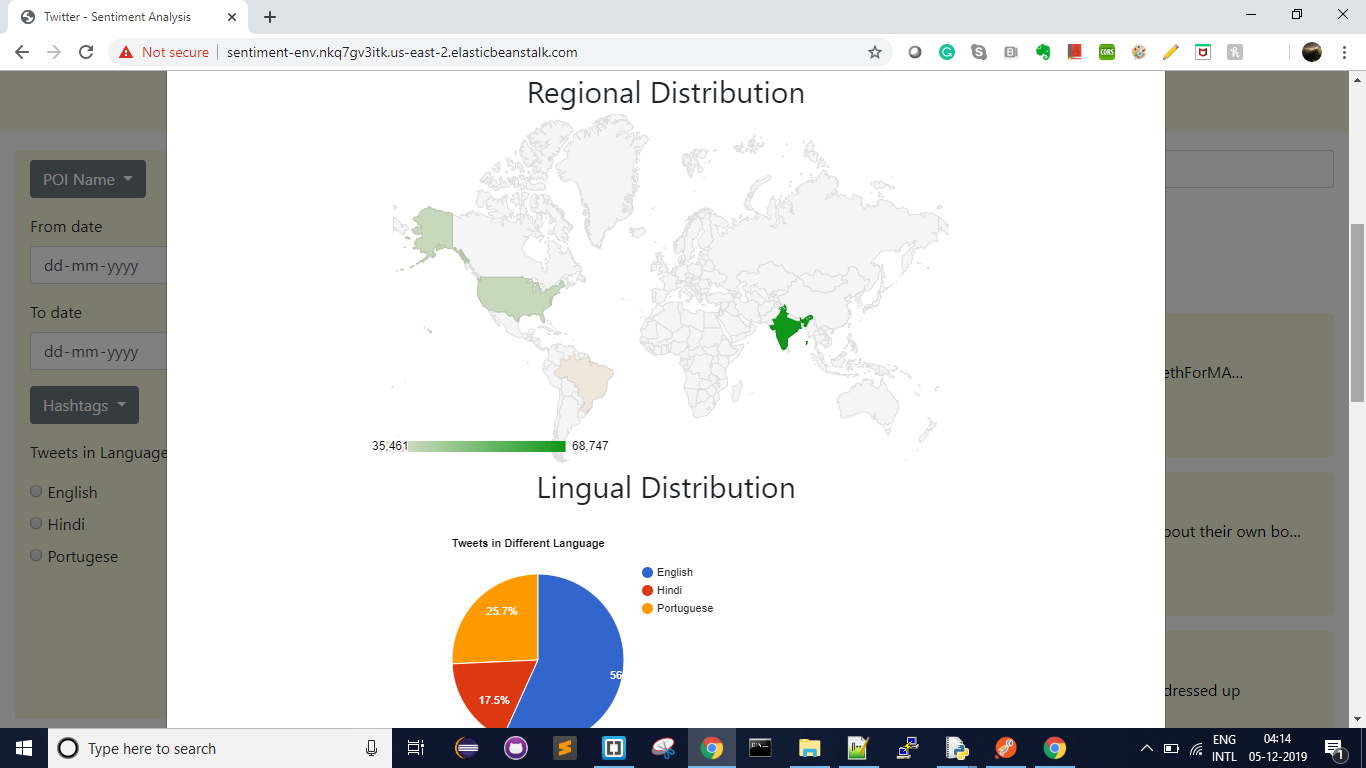 Twitter - Sentiment Analysis
Not secure
sentiment-env.nkq7gv3itk.us-east-2.elasticbeanstalk.com
CORS
POI Name
From date
dd-mm-yyyy
To date
dd-mm-yyyy
Hashtags
Tweets in Language
English
Hindi
Portugese
Regional Distribution
35,461
68,747
Lingual Distribution
Tweets in Different Language
English
Hindi
Portuguese
25.7%
17.5%
56
ethForMA...
bout their own bo...
dressed up
Type here to search
ENG
INTL
04:14
05-12-2019
1